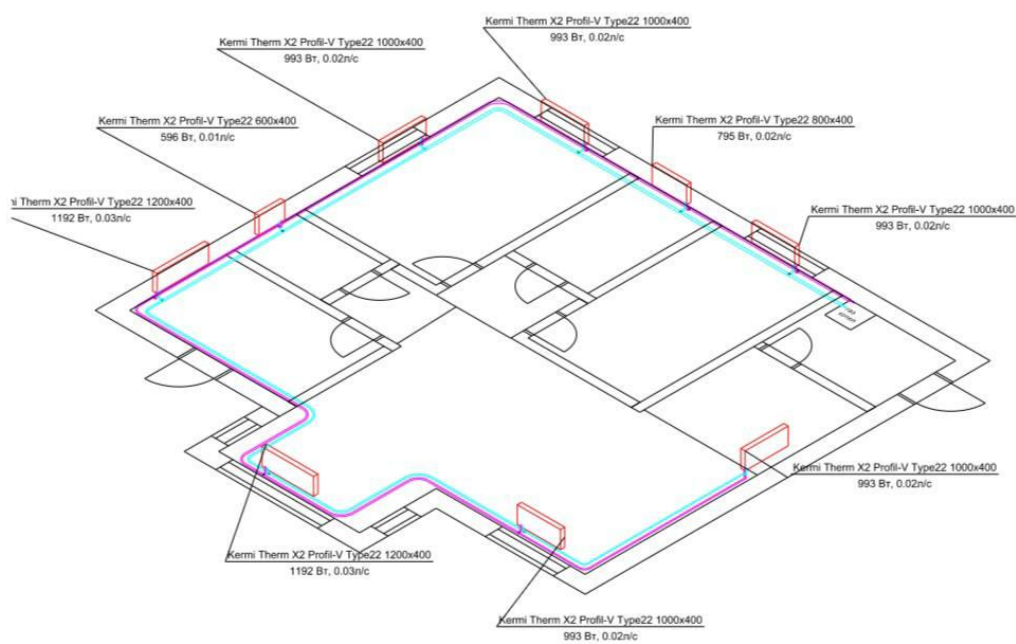 Kermi Therm X2 Profil-V Type22 1000x400
993 Вт, 0.02л/с
Kermi Therm X2 Profil-V Type22 1000x400
993 Вт, 0.02л/с
Kermi Therm X2 Profil-V Type22 600x400
596 Вт, 0.01л/с
Kermi Therm X2 Profil-V Type22 800x400
795 Вт, 0.02л/с
Therm X2 Profil-V Type22 1200x400
1192 Вт, 0.03л/с
Kermi Therm X2 Profil-V Type22 1000x400
993 Вт, 0.02л/с
Kermi Therm X2 Profil-V Type22 1000x400
993 Вт, 0.02л/с
Kermi Therm X2 Profil-V Type22 1200x400
1192 Вт, 0.03л/с
Kermi Therm X2 Profil-V Type22 1000x400
993 Вт, 0.02л/с